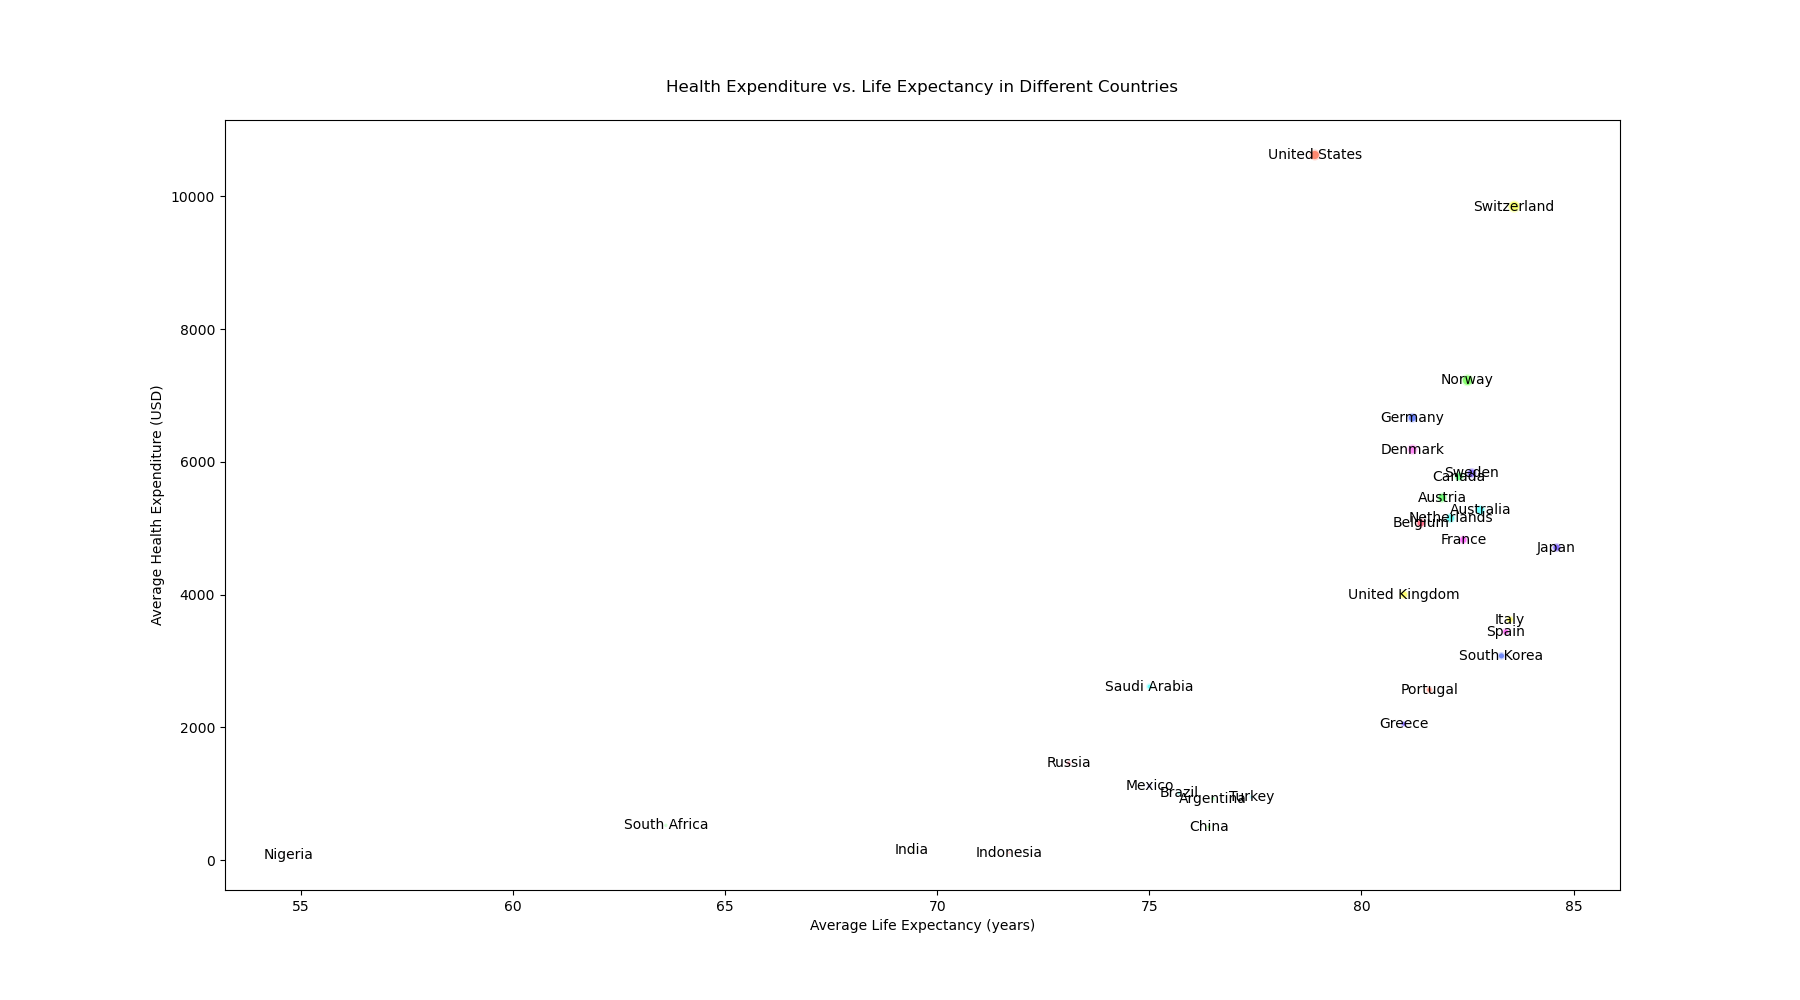 Health Expenditure vs. Life Expectancy in Different Countries
United States
10000
Switzerland
8000
Norway
Germany
Denmark
6000
Sweden
Canada
Austria
Australia
Netherlands
Belgium
France
Japan
Average Health Expenditure (USD)
4000
United Kingdom
Italy
Spain
South Korea
Saudi Arabia
Portugal
2000
Greece
Russia
Mexico
Brazil
Argentina
Turkey
South Africa
China
India
Indonesia
Nigeria
0
55 60 65 70 75 80 85
Average Life Expectancy (years)